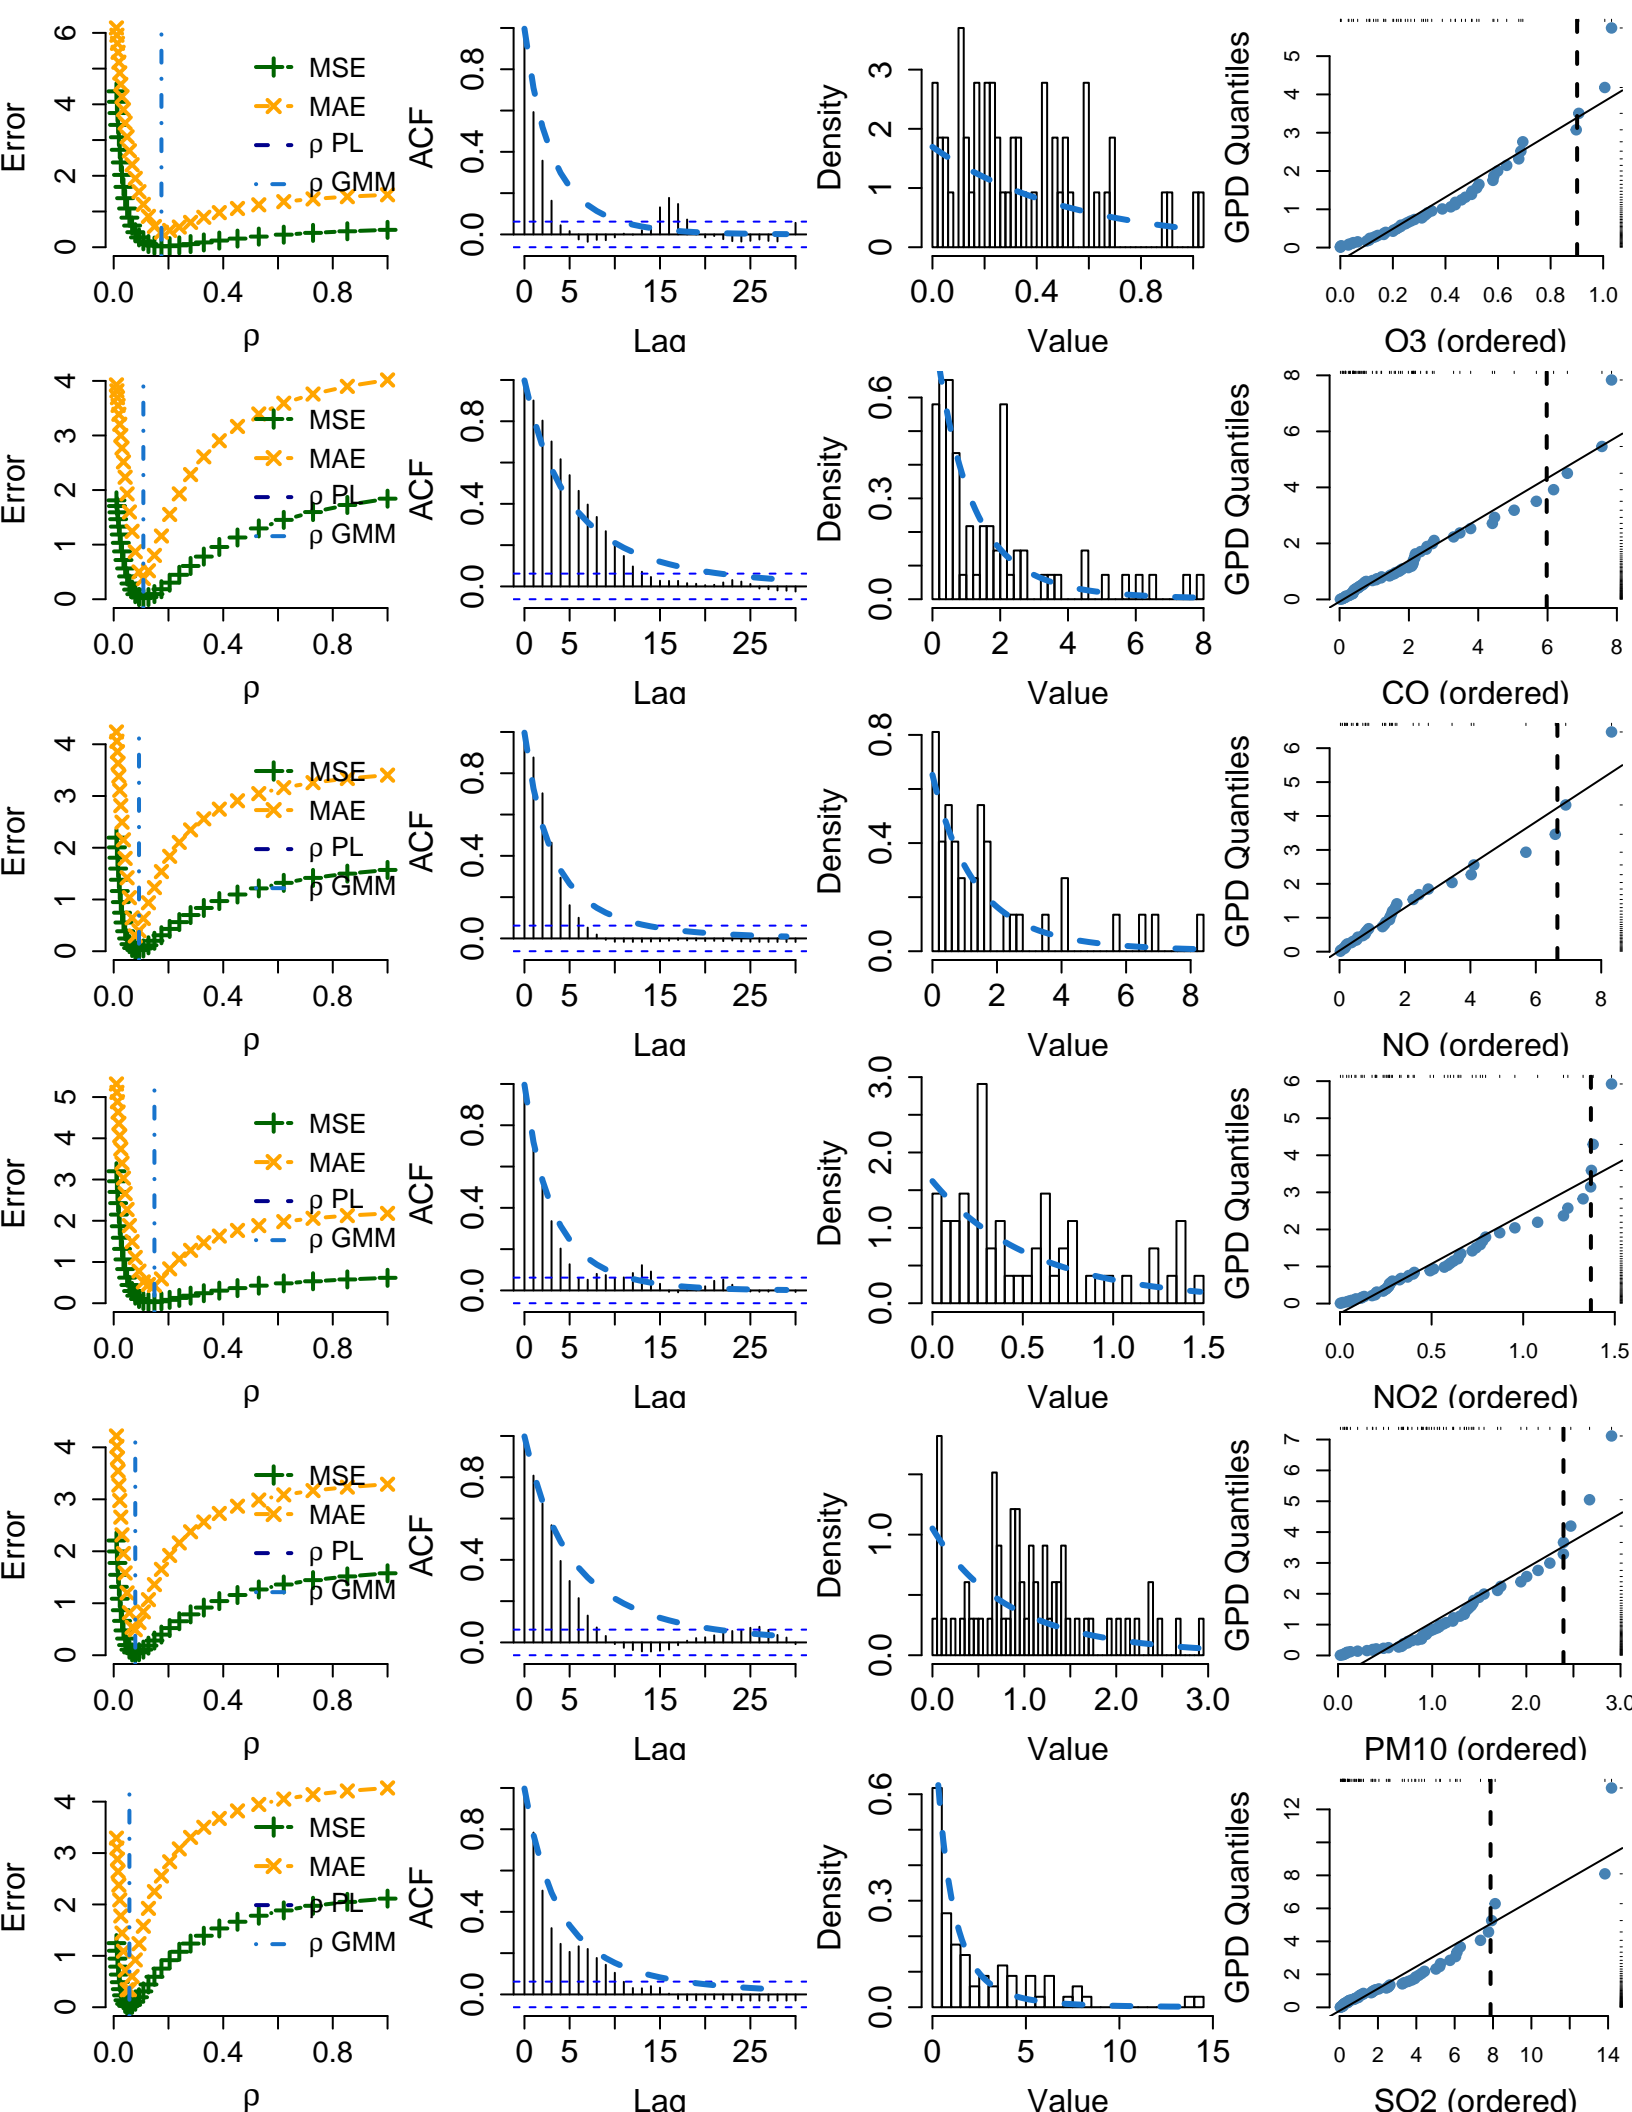 Error
0 2 4 6
0.0 0.4 0.8
ρ
MSE
MAE
ρ PL
ρ GMM
ACF
0.0 0.4 0.8
0 5 15 25
Lag
Density
0 1 2 3
0.0 0.4 0.8
Value
GPD Quantiles
0 1 2 3 4 5
0.0 0.2 0.4 0.6 0.8 1.0
O3 (ordered)
Error
0 1 2 3 4
0.0 0.4 0.8
ρ
MSE
MAE
ρ PL
ρ GMM
ACF
0.0 0.4 0.8
0 5 15 25
Lag
Density
0.0 0.3 0.6
0 2 4 6 8
Value
GPD Quantiles
0 2 4 6 8
0 2 4 6 8
CO (ordered)
Error
0 1 2 3 4
0.0 0.4 0.8
ρ
MSE
MAE
ρ PL
ρ GMM
ACF
0.0 0.4 0.8
0 5 15 25
Lag
Density
0.0 0.4 0.8
0 2 4 6 8
Value
GPD Quantiles
0 1 2 3 4 5 6
0 2 4 6 8
NO (ordered)
Error
0 1 2 3 4 5
0.0 0.4 0.8
ρ
MSE
MAE
ρ PL
ρ GMM
ACF
0.0 0.4 0.8
0 5 15 25
Lag
Density
0.0 1.0 2.0 3.0
0.0 0.5 1.0 1.5
Value
GPD Quantiles
0 1 2 3 4 5 6
0.0 0.5 1.0 1.5
NO2 (ordered)
Error
0 1 2 3 4
0.0 0.4 0.8
ρ
MSE
MAE
ρ PL
ρ GMM
ACF
0.0 0.4 0.8
0 5 15 25
Lag
Density
0.0 1.0
0.0 1.0 2.0 3.0
Value
GPD Quantiles
0 1 2 3 4 5 6 7
0.0 1.0 2.0 3.0
PM10 (ordered)
Error
0 1 2 3 4
0.0 0.4 0.8
ρ
MSE
MAE
ρ PL
ρ GMM
ACF
0.0 0.4 0.8
0 5 15 25
Lag
Density
0.0 0.3 0.6
0 5 10 15
Value
GPD Quantiles
0 2 4 6 8 12
0 2 4 6 8 10 14
SO2 (ordered)